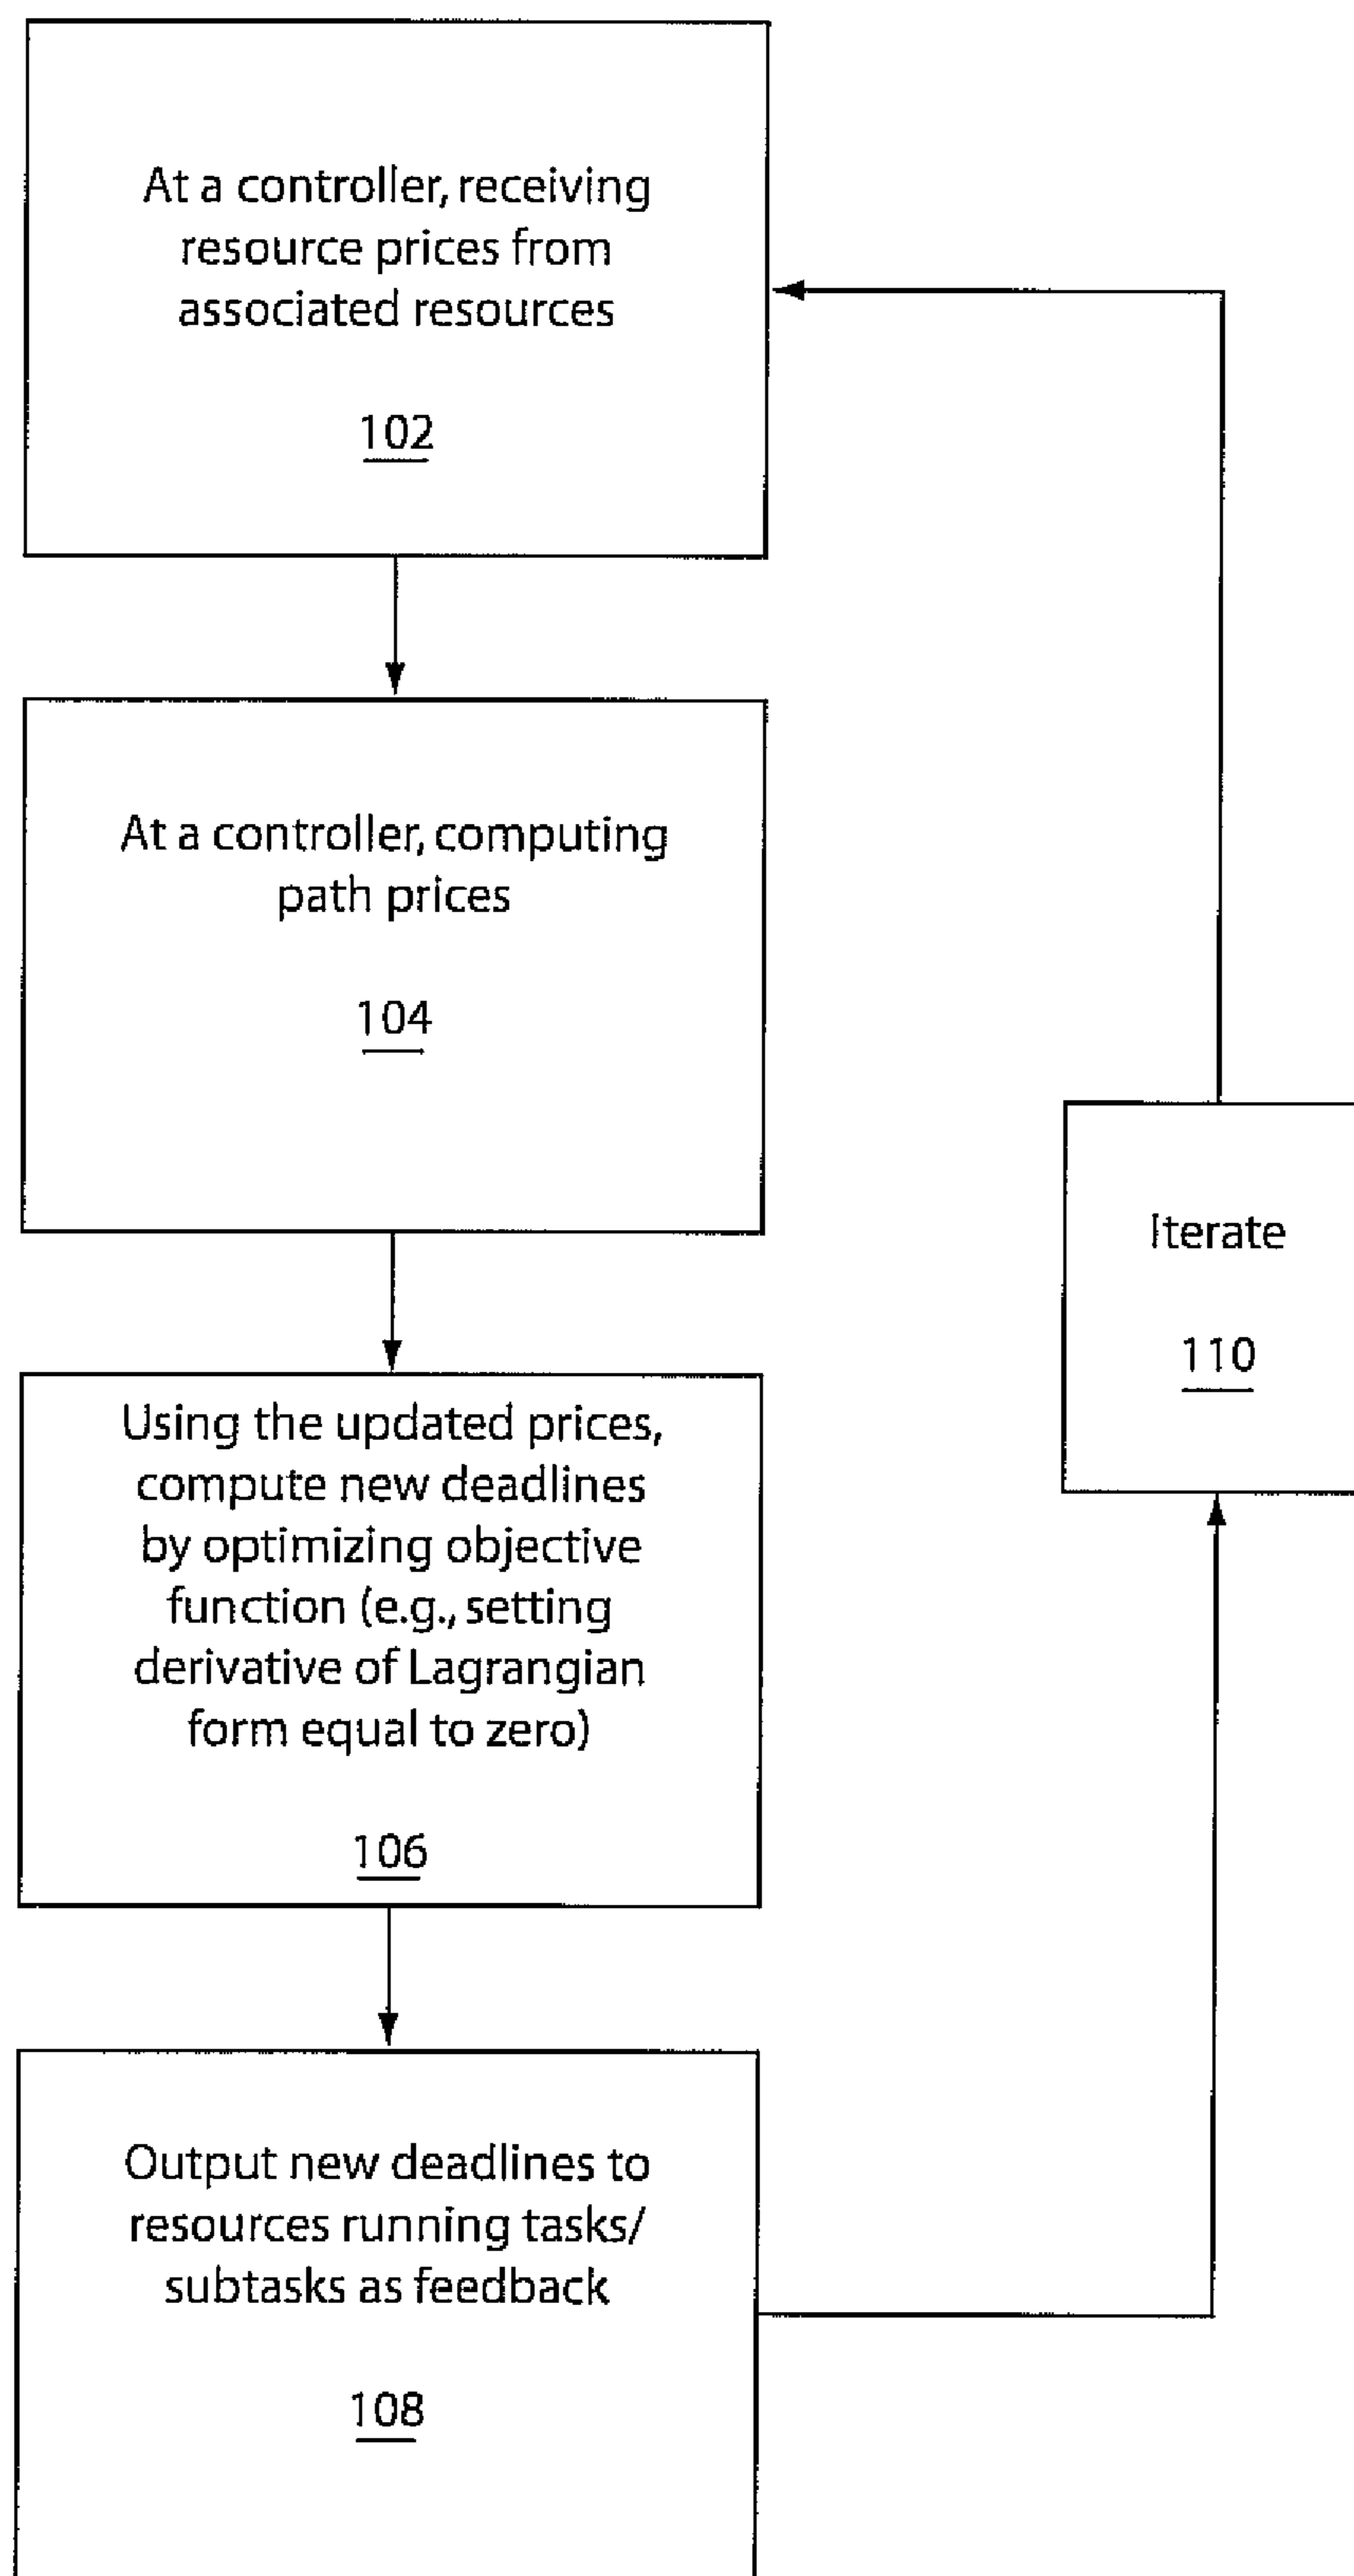 At a controller, receiving
resource prices from
associated resources
102
At a controller, computing
path prices
104
Using the updated prices,
compute new deadlines
by optimizing objective
function (e.g., setting
derivative of Lagrangian
form equal to zero)
106
Output new deadlines to
resources running tasks/
subtasks as feedback
108
Iterate
110